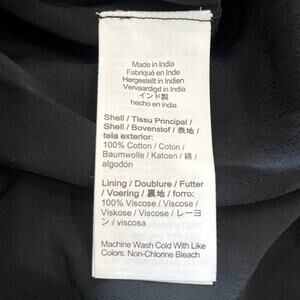 Made in India
Fabriqué en Inde
Hergestellt in Indien
Vervaardigd in India
インド製
hecho en india
Shell / Tissu Principal /
Shell / Bovenstof / 表地 /
tela exterior:
100% Cotton / Coton /
Baumwolle / Katoen / 綿 /
algodón
Lining / Doublure / Futter
/ Voering / 裏地 / forro:
100% Viscose / Viscose /
Viskose / Viscose / レーヨ
ン / viscosa
Machine Wash Cold With Like
Colors. Non-Chlorine Bleach